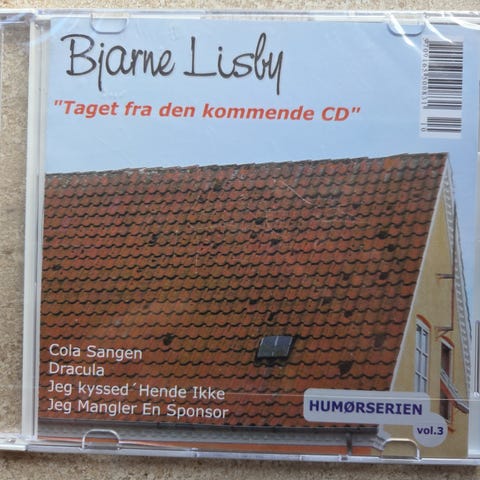 Bjarne Lisby
"Taget fra den kommende CD"
Cola Sangen
Dracula
Jeg kyssed´Hende Ikke
Jeg Mangler En Sponsor
HUMØRSERIEN
vol.3